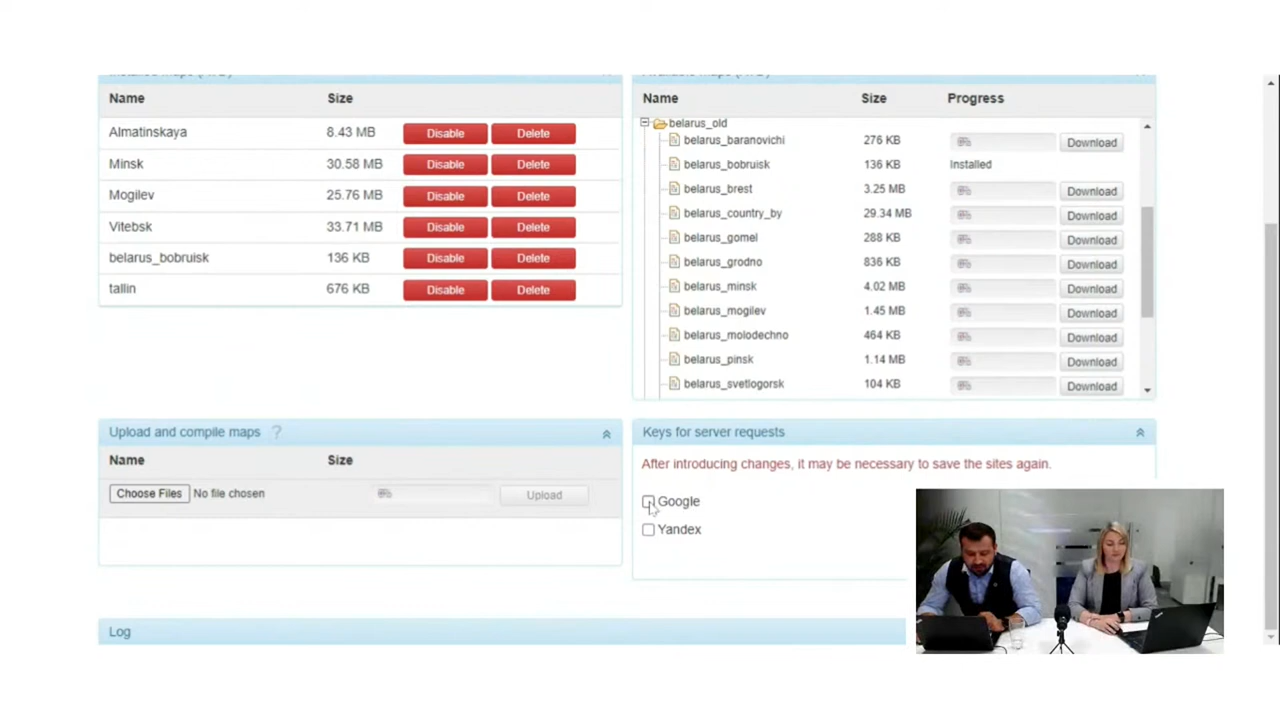 Name Size
Almatinskaya 8.43 MB Disable Delete
Minsk 30.58 MB Disable Delete
Mogilev 25.76 MB Disable Delete
Vitebsk 33.71 MB Disable Delete
belarus_bobruisk 136 KB Disable Delete
tallin 676 KB Disable Delete
Name Size Progress
belarus_old
belarus_baranovichi 276 KB Download
belarus_bobruisk 136 KB Installed
belarus_brest 3.25 MB Download
belarus_country_by 29.34 MB Download
belarus_gomel 288 KB Download
belarus_grodno 836 KB Download
belarus_minsk 4.02 MB Download
belarus_mogilev 1.45 MB Download
belarus_molodechno 464 KB Download
belarus_pinsk 1.14 MB Download
belarus_svetlogorsk 104 KB Download
Upload and compile maps ?
Name Size
Choose Files No file chosen Upload
Keys for server requests
After introducing changes, it may be necessary to save the sites again.
Google
Yandex
Log